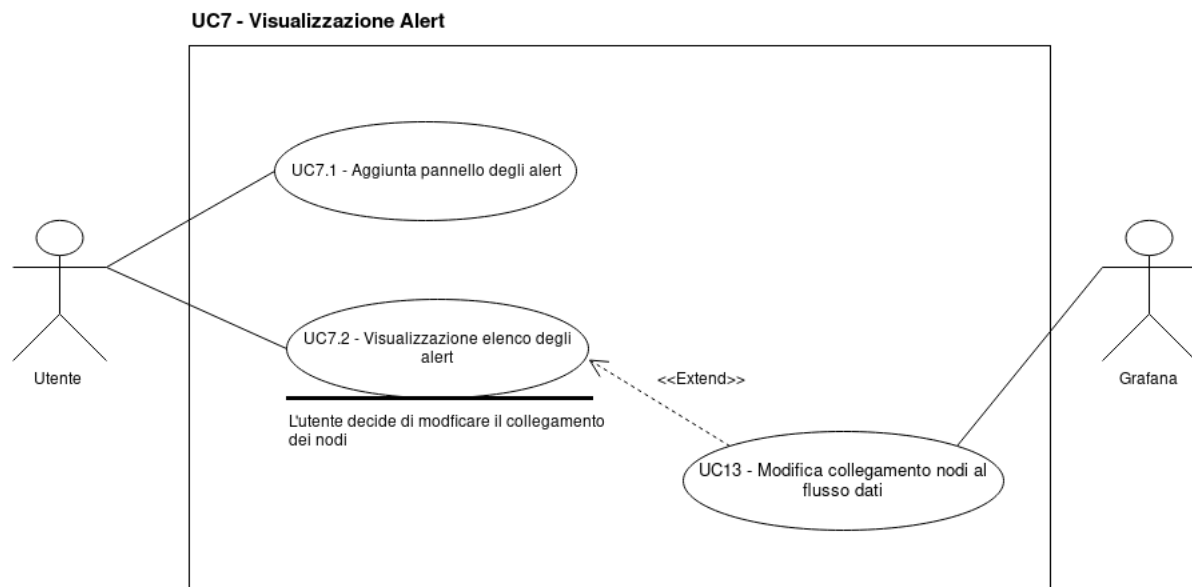 UC7 - Visualizzazione Alert
UC7.1 - Aggiunta pannello degli alert
UC7.2 - Visualizzazione elenco degli
alert
Utente
<<Extend>>
Grafana
L'utente decide di modficare il collegamento
dei nodi
UC13 - Modifica collegamento nodi al
flusso dati